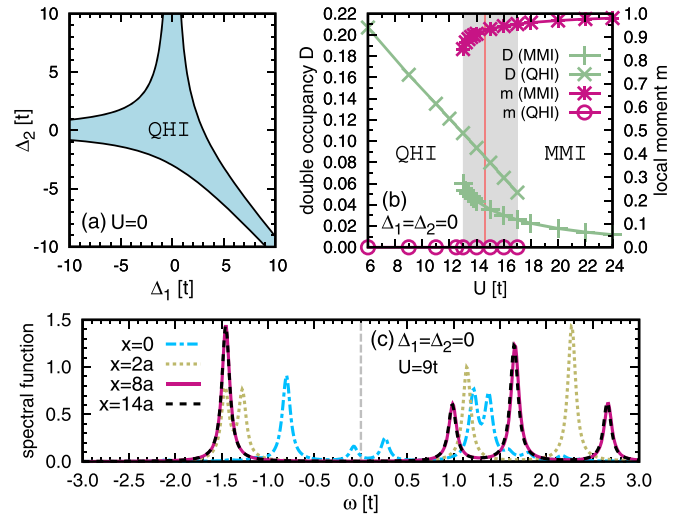 10
5
0
-5
-10
Δ₂ [t]
QHI
(a) U=0
-10 -5 0 5 10
Δ₁ [t]
0.22
0.20
0.18
0.16
0.14
0.12
0.10
0.08
0.06
0.04
0.02
0.00
double occupancy D
D (MMI)
D (QHI)
m (MMI)
m (QHI)
QHI
MMI
(b)
Δ₁=Δ₂=0
6 8 10 12 14 16 18 20 22 24
U [t]
1.0
0.9
0.8
0.7
0.6
0.5
0.4
0.3
0.2
0.1
0.0
local moment m
1.5
1.0
0.5
0.0
spectral function
x=0
x=2a
x=8a
x=14a
(c) Δ₁=Δ₂=0
U=9t
-3.0 -2.5 -2.0 -1.5 -1.0 -0.5 0.0 0.5 1.0 1.5 2.0 2.5 3.0
ω [t]